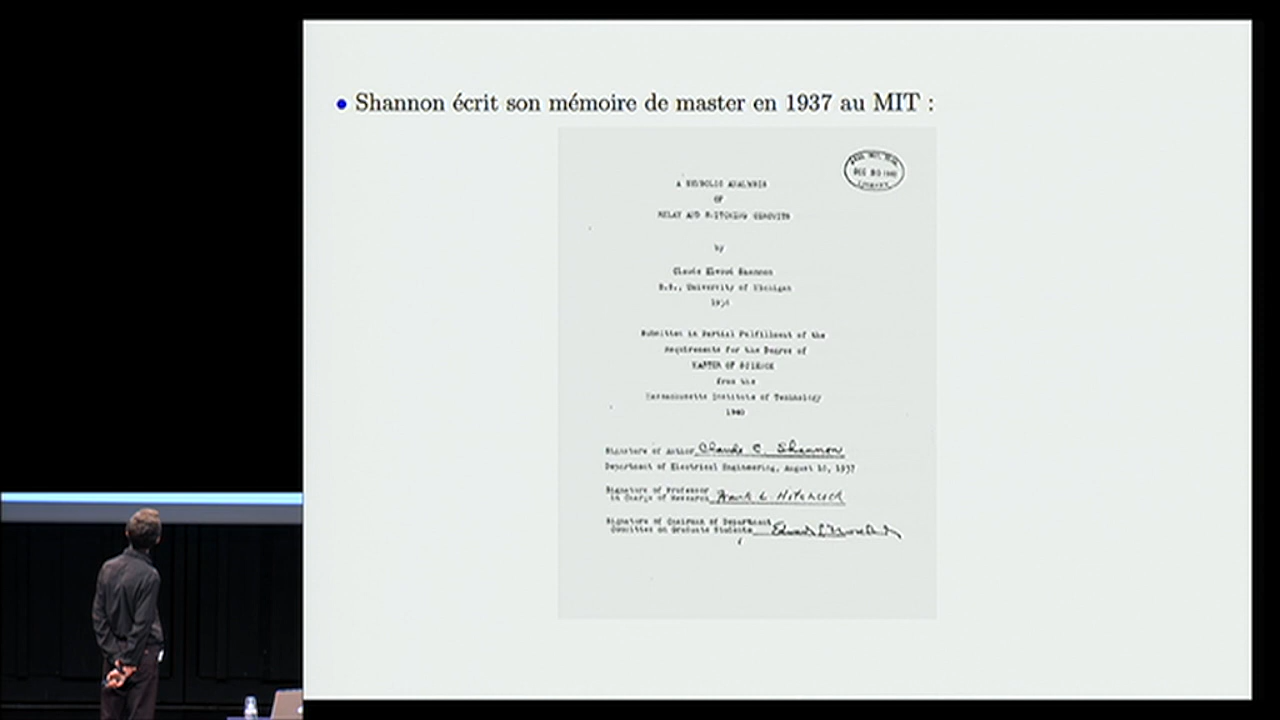 • Shannon écrit son mémoire de master en 1937 au MIT :
A SYMBOLIC ANALYSIS
OF
RELAY AND SWITCHING CIRCUITS
by
Claude Elwood Shannon
B.S., University of Michigan
Submitted in Partial Fulfillment of the
Requirements for the Degree of
MASTER OF SCIENCE
from the
Massachusetts Institute of Technology
1940
Signature of Author Claude E. Shannon
Department of Electrical Engineering, August 10, 1937
Signature of Professor
in Charge of Research Frank L. Hitchcock
Signature of Chairman of Department
Committee on Graduate Students